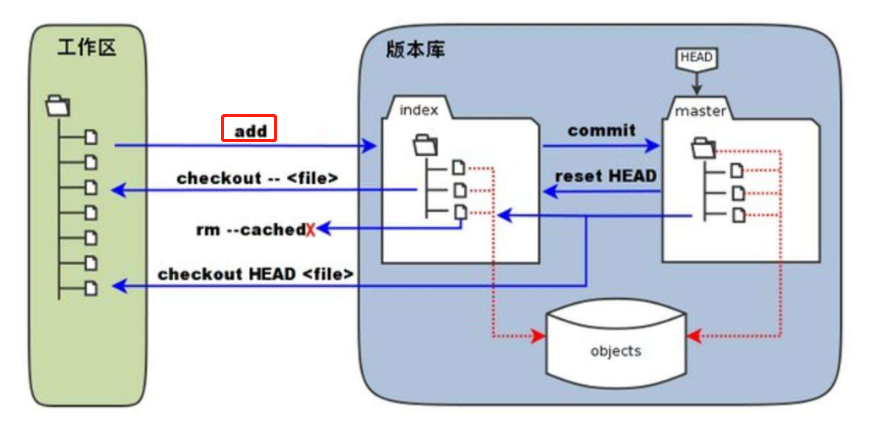 工作区
版本库
HEAD
index
master
add
commit
checkout -- <file>
reset HEAD
rm --cachedX
checkout HEAD <file>
objects